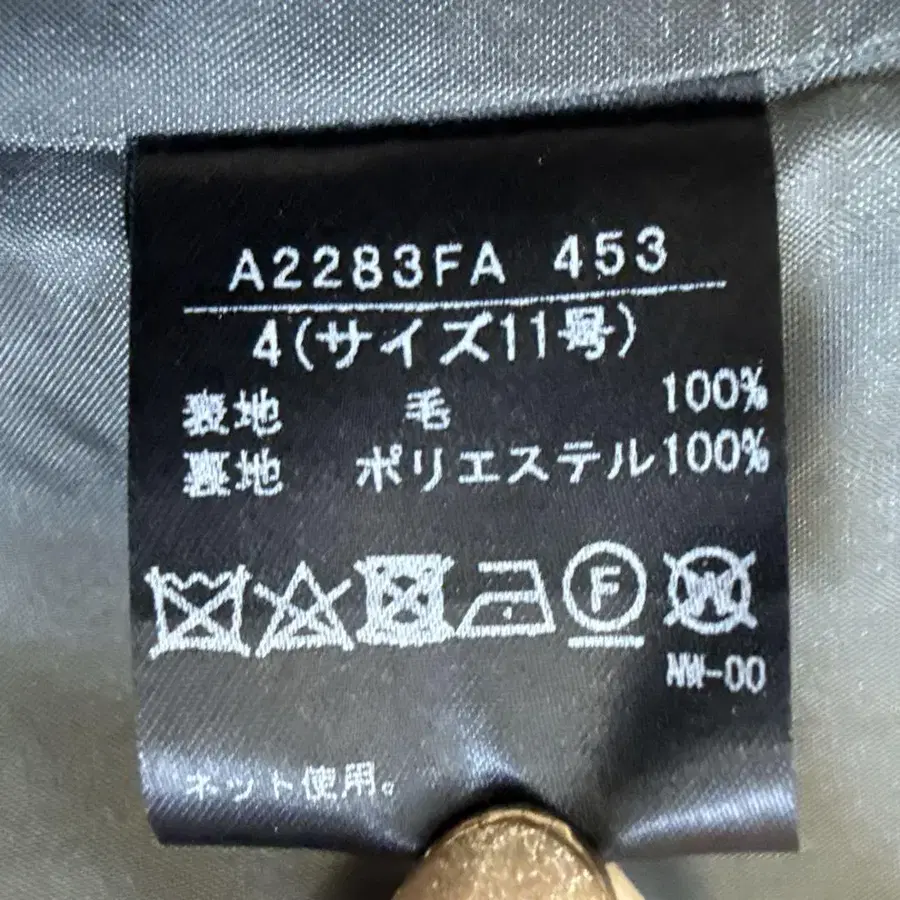 A2283FA 453
4(サイズ11号)
表地 毛 100%
裏地 ポリエステル100%
F W
NW-00
ネット使用。